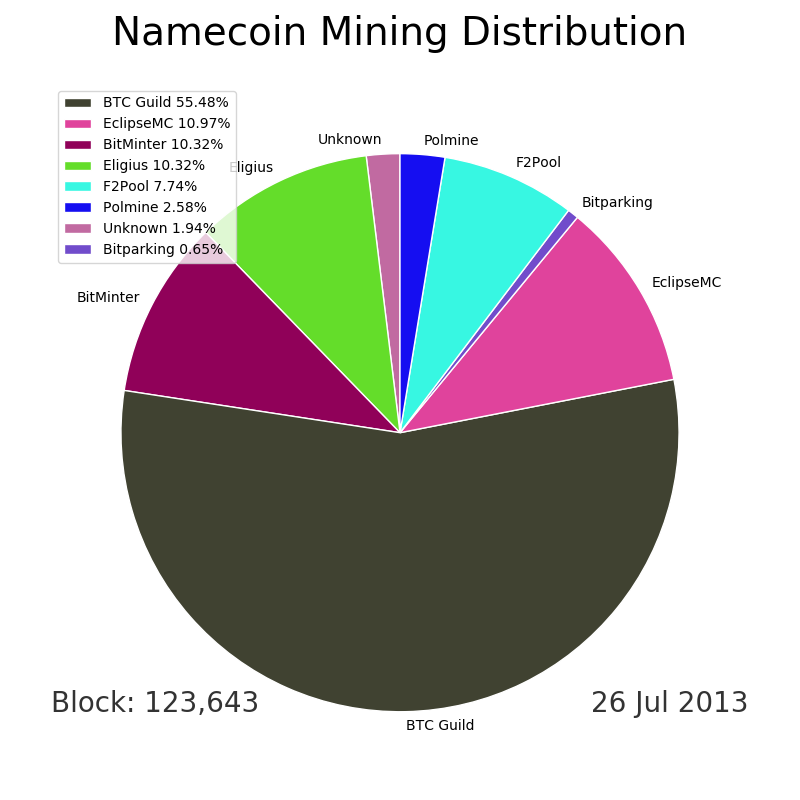 Namecoin Mining Distribution
BTC Guild 55.48%
EclipseMC 10.97%
BitMinter 10.32%
Eligius 10.32%
F2Pool 7.74%
Polmine 2.58%
Unknown 1.94%
Bitparking 0.65%
Unknown
Polmine
F2Pool
Eligius
Bitparking
EclipseMC
BitMinter
BTC Guild
Block: 123,643
26 Jul 2013